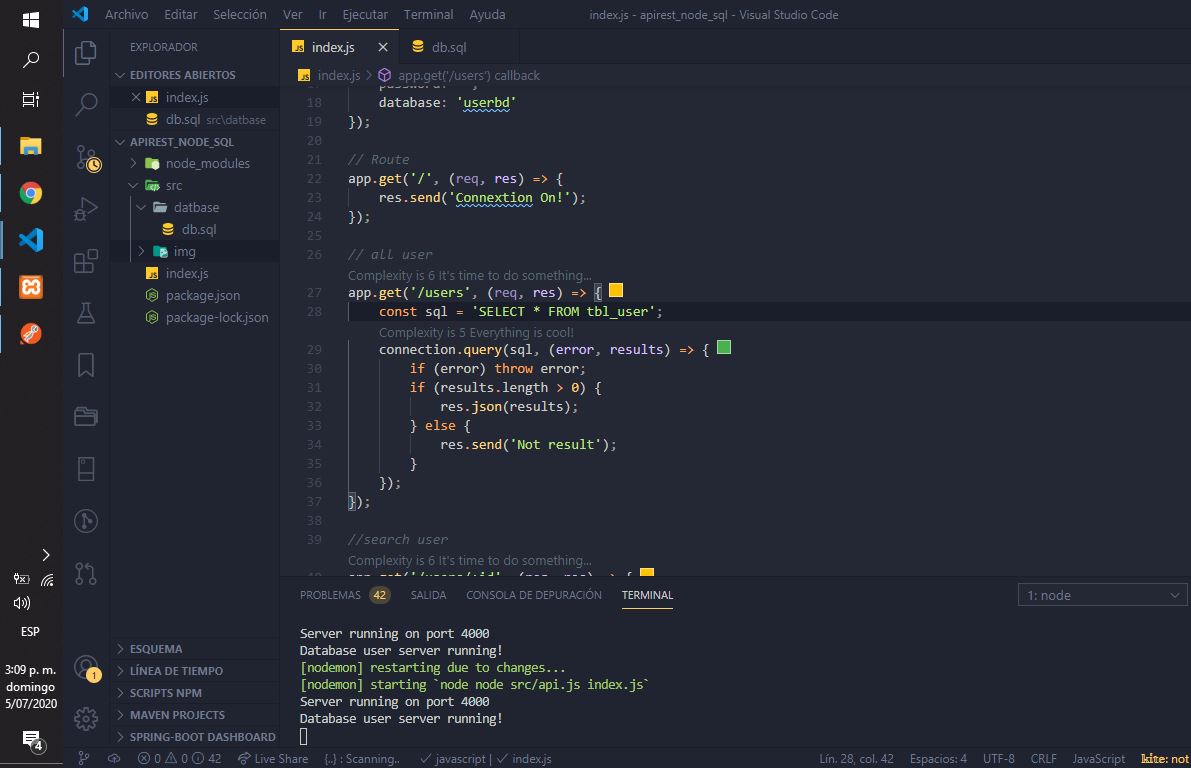 Archivo Editar Selección Ver Ir Ejecutar Terminal Ayuda
index.js - apirest_node_sql - Visual Studio Code
EXPLORADOR
EDITORES ABIERTOS
index.js
db.sql src\datbase
APIREST_NODE_SQL
node_modules
src
datbase
db.sql
img
index.js
package.json
package-lock.json
ESQUEMA
LÍNEA DE TIEMPO
SCRIPTS NPM
MAVEN PROJECTS
SPRING-BOOT DASHBOARD
index.js
db.sql
index.js > app.get('/users') callback
18 database: 'userbd'
19 });
20
21 // Route
22 app.get('/', (req, res) => {
23 res.send('Connextion On!');
24 });
25
26 // all user
Complexity is 6 It's time to do something...
27 app.get('/users', (req, res) => {
28 const sql = 'SELECT * FROM tbl_user';
Complexity is 5 Everything is cool!
29 connection.query(sql, (error, results) => {
30 if (error) throw error;
31 if (results.length > 0) {
32 res.json(results);
33 } else {
34 res.send('Not result');
35 }
36 });
37 });
38
39 //search user
Complexity is 6 It's time to do something...
PROBLEMAS 42 SALIDA CONSOLA DE DEPURACIÓN TERMINAL
1: node
Server running on port 4000
Database user server running!
[nodemon] restarting due to changes...
[nodemon] starting `node node src/api.js index.js`
Server running on port 4000
Database user server running!
ESP
3:09 p. m.
domingo
5/07/2020
4
1
0 0 42 Live Share {..} : Scanning.. javascript | index.js
Lín. 28, col. 42 Espacios: 4 UTF-8 CRLF JavaScript kite: not